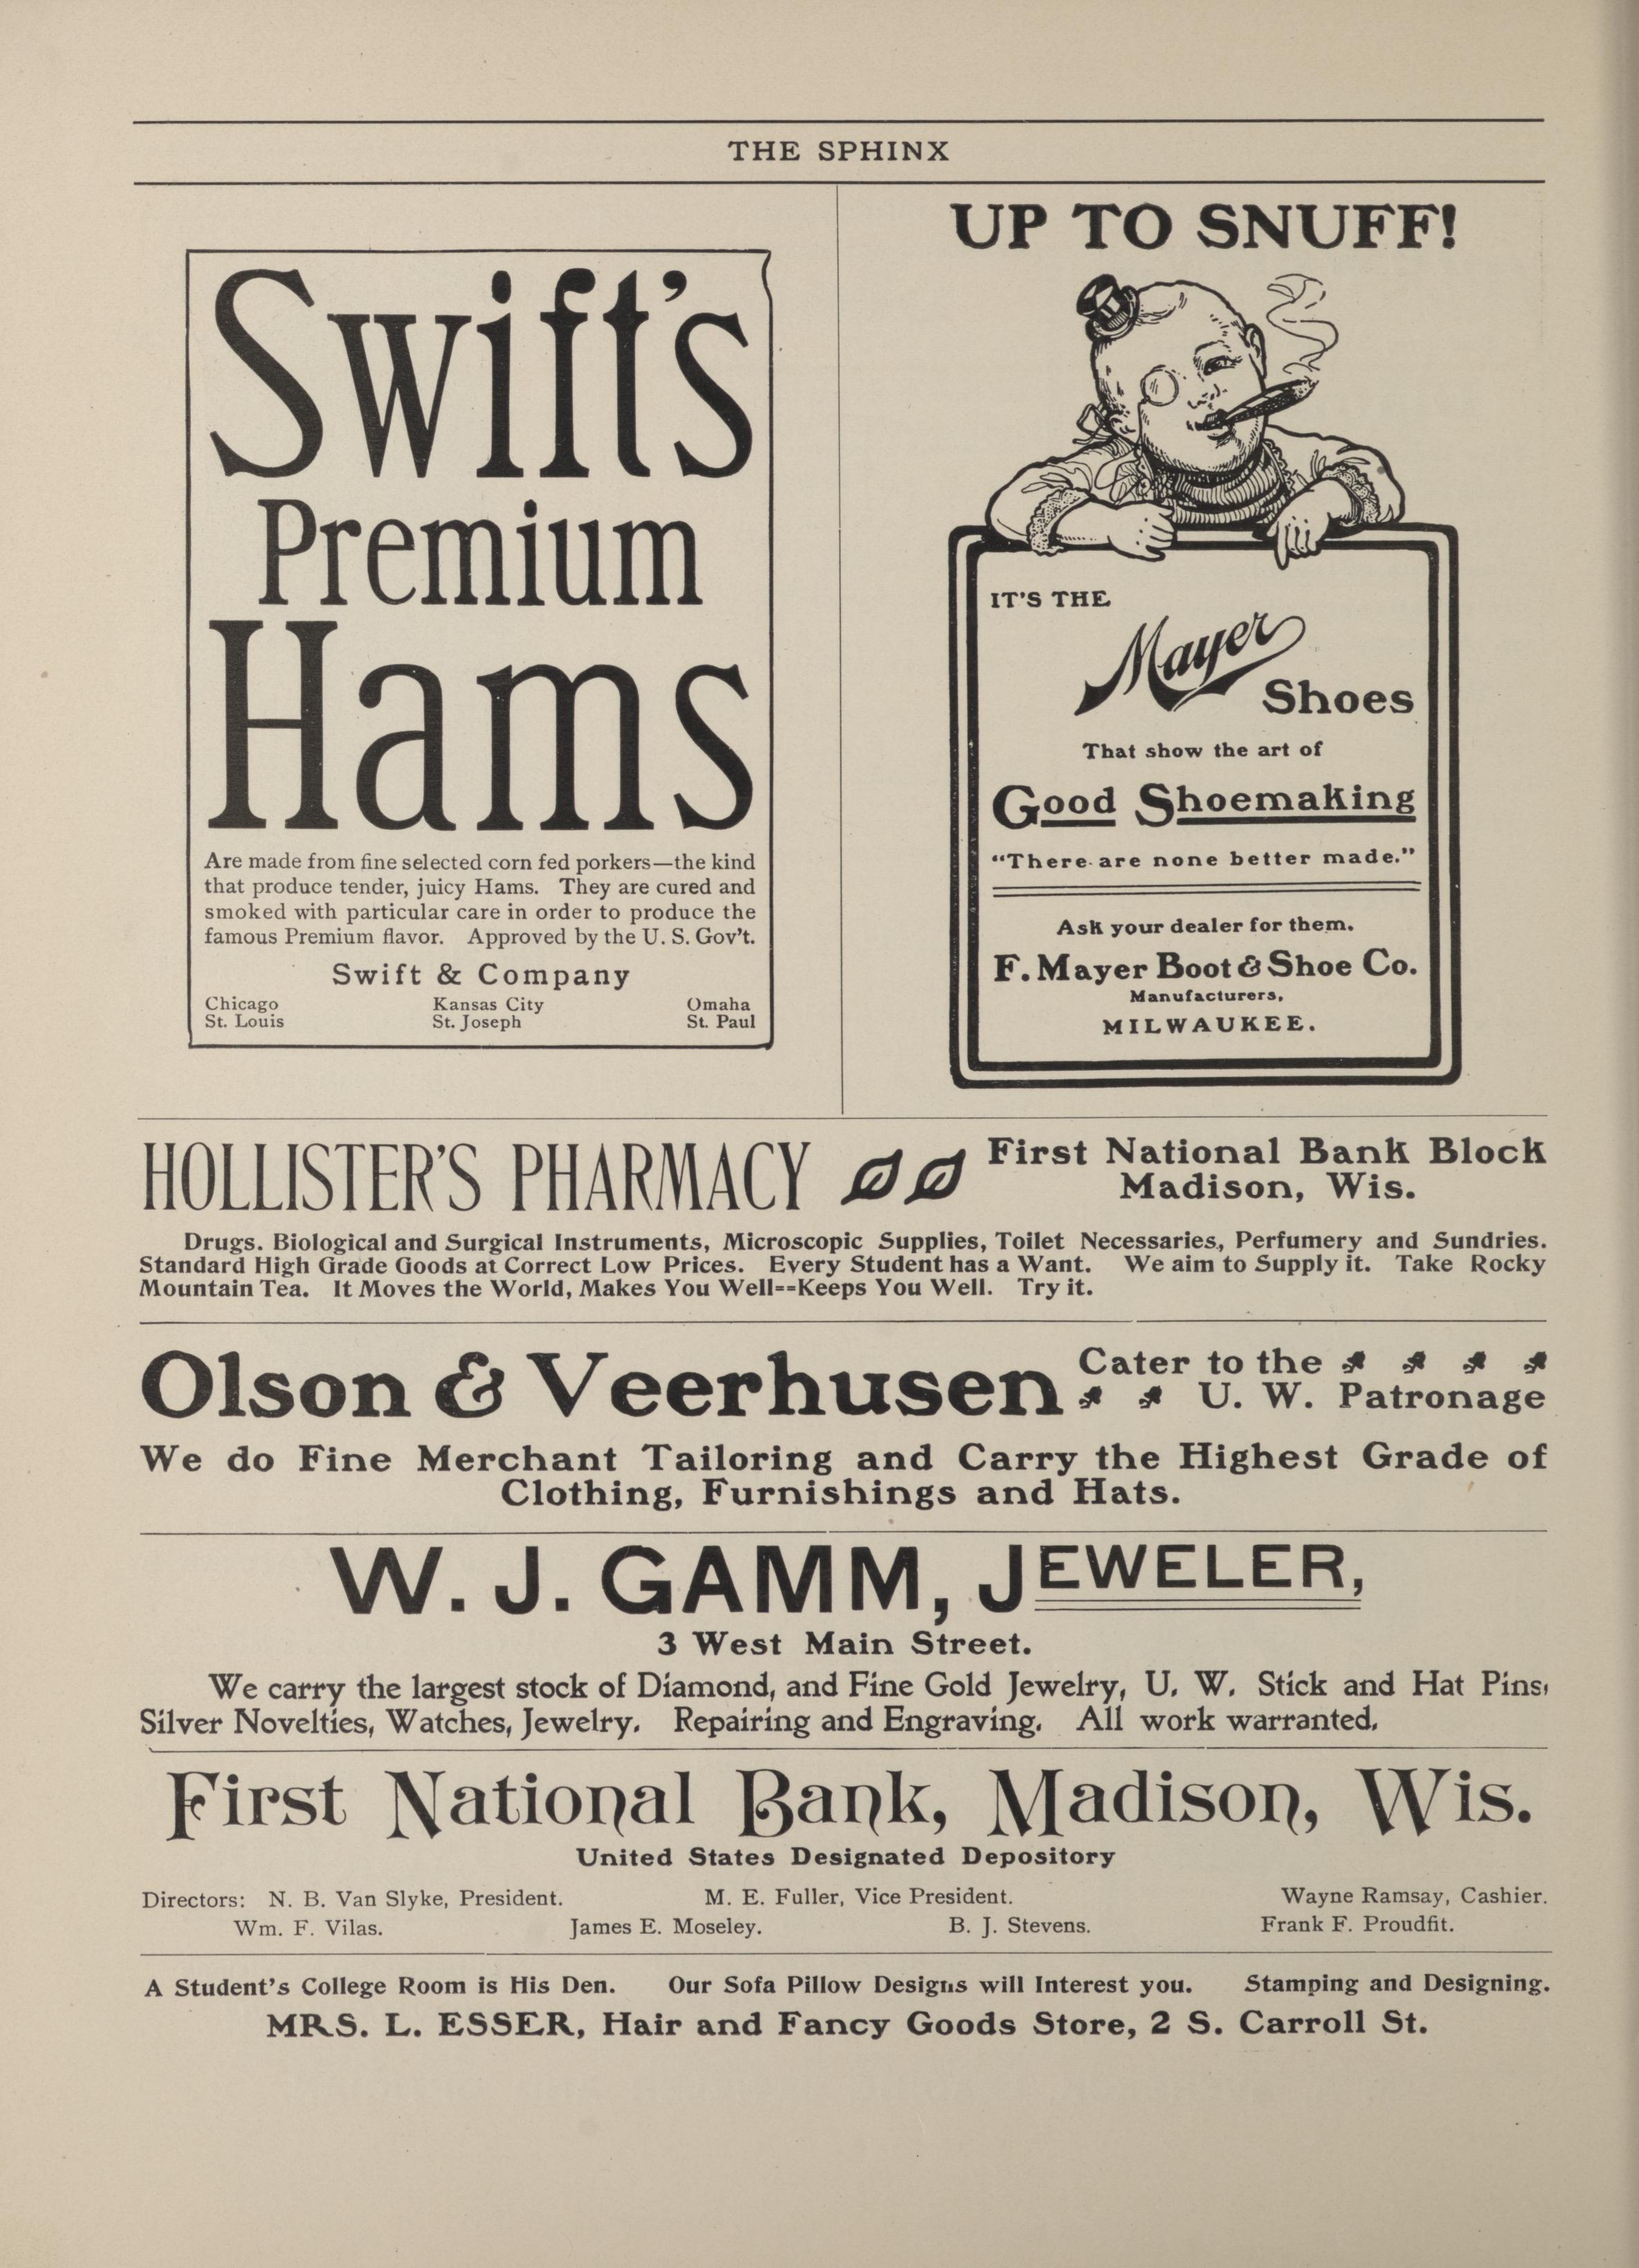 THE SPHINX
Swift's
Premium
Hams
Are made from fine selected corn fed porkers—the kind
that produce tender, juicy Hams. They are cured and
smoked with particular care in order to produce the
famous Premium flavor. Approved by the U. S. Gov't.
Swift & Company
Chicago Kansas City Omaha
St. Louis St. Joseph St. Paul
UP TO SNUFF!
IT'S THE
Mayer
Shoes
That show the art of
Good Shoemaking
"There are none better made."
Ask your dealer for them.
F. Mayer Boot & Shoe Co.
Manufacturers,
MILWAUKEE.
HOLLISTER'S PHARMACY First National Bank Block
Madison, Wis.
Drugs. Biological and Surgical Instruments, Microscopic Supplies, Toilet Necessaries, Perfumery and Sundries.
Standard High Grade Goods at Correct Low Prices. Every Student has a Want. We aim to Supply it. Take Rocky
Mountain Tea. It Moves the World, Makes You Well--Keeps You Well. Try it.
Olson & Veerhusen Cater to the
U. W. Patronage
We do Fine Merchant Tailoring and Carry the Highest Grade of
Clothing, Furnishings and Hats.
W. J. GAMM, JEWELER,
3 West Main Street.
We carry the largest stock of Diamond, and Fine Gold Jewelry, U. W. Stick and Hat Pins,
Silver Novelties, Watches, Jewelry. Repairing and Engraving. All work warranted.
First National Bank, Madison, Wis.
United States Designated Depository
Directors: N. B. Van Slyke, President. M. E. Fuller, Vice President. Wayne Ramsay, Cashier.
Wm. F. Vilas. James E. Moseley. B. J. Stevens. Frank F. Proudfit.
A Student's College Room is His Den. Our Sofa Pillow Designs will Interest you. Stamping and Designing.
MRS. L. ESSER, Hair and Fancy Goods Store, 2 S. Carroll St.